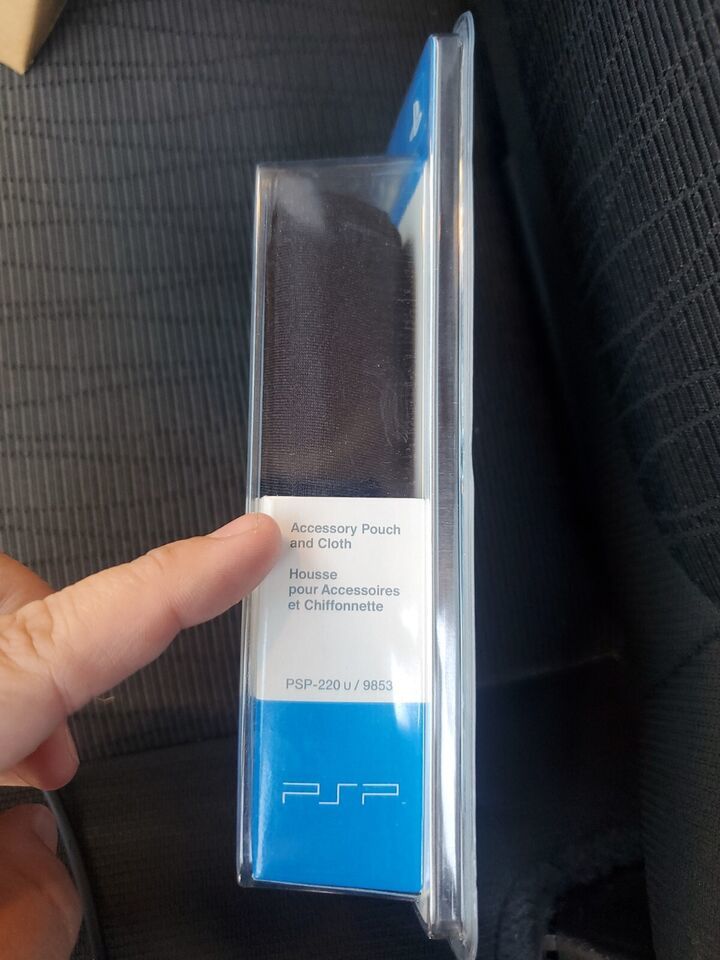 Accessory Pouch
and Cloth
Housse
pour Accessoires
et Chiffonnette
PSP-220 U / 9853
PSP